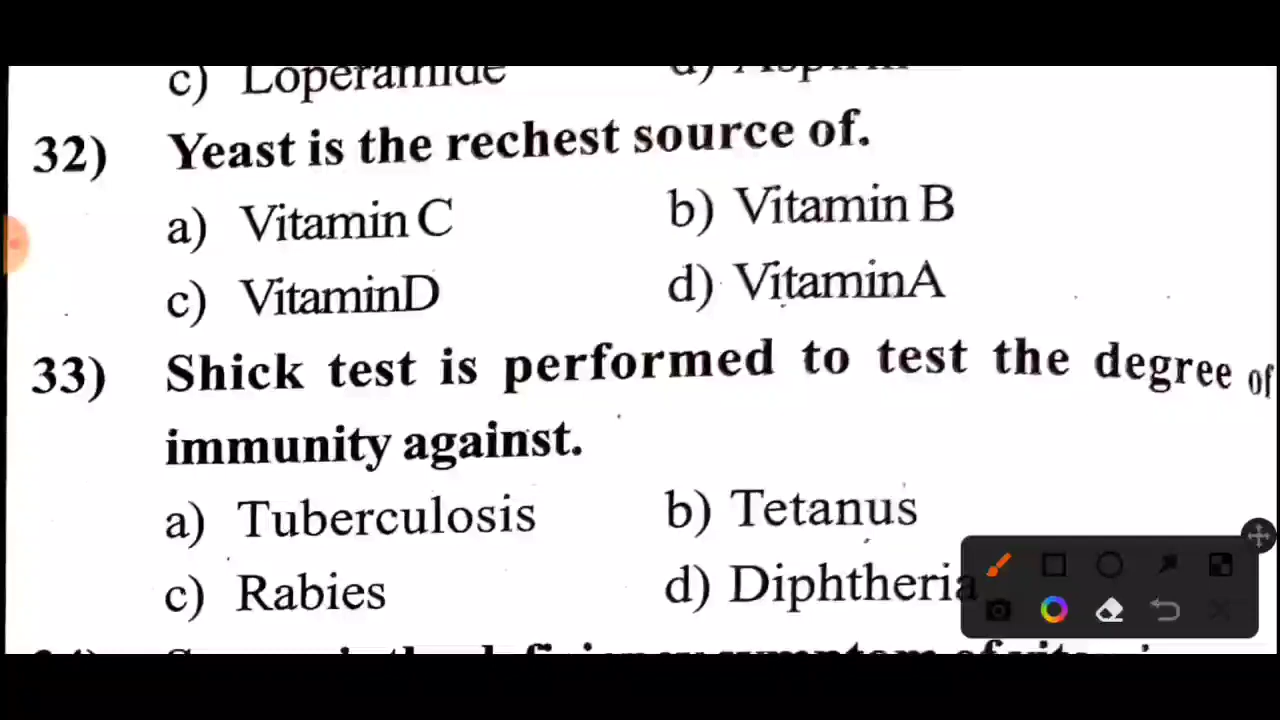 c) Loperamide d) Aspirin
32) Yeast is the rechest source of.
a) Vitamin C b) Vitamin B
c) VitaminD d) VitaminA
33) Shick test is performed to test the degree of
immunity against.
a) Tuberculosis b) Tetanus
c) Rabies d) Diphtheria